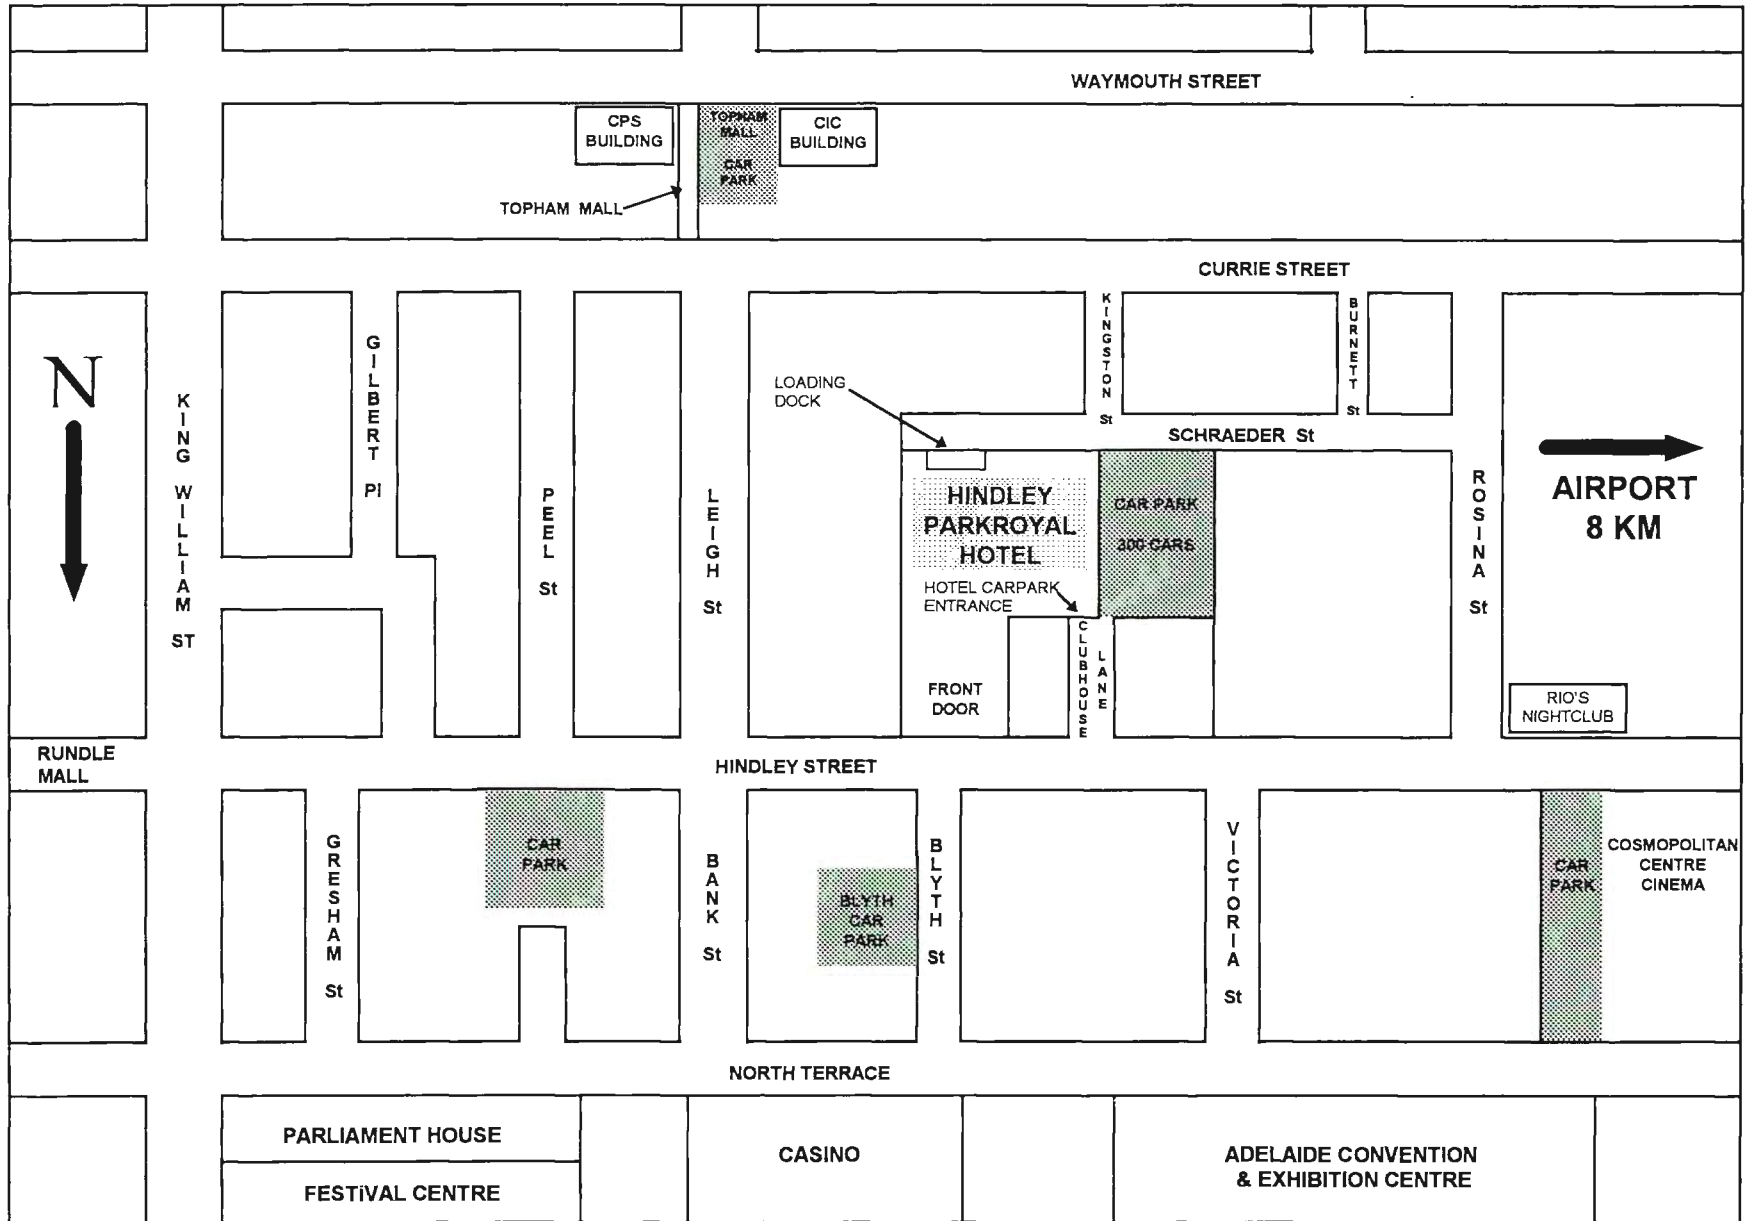 WAYMOUTH STREET
CPS
BUILDING
TOPHAM
MALL
CAR
PARK
CIC
BUILDING
TOPHAM MALL
CURRIE STREET
N
KING WILLIAM ST
GILBERT Pl
PEEL St
LEIGH St
KINGSTON St
BURNETT St
LOADING
DOCK
SCHRAEDER St
HINDLEY
PARKROYAL
HOTEL
CAR PARK
300 CARS
HOTEL CARPARK
ENTRANCE
CLUBHOUSE
LANE
FRONT
DOOR
ROSINA St
AIRPORT
8 KM
RIO'S
NIGHTCLUB
RUNDLE
MALL
HINDLEY STREET
GRESHAM St
CAR
PARK
BANK St
BLYTH
CAR
PARK
BLYTH St
VICTORIA St
CAR
PARK
COSMOPOLITAN
CENTRE
CINEMA
NORTH TERRACE
PARLIAMENT HOUSE
FESTiVAL CENTRE
CASINO
ADELAIDE CONVENTION
& EXHIBITION CENTRE